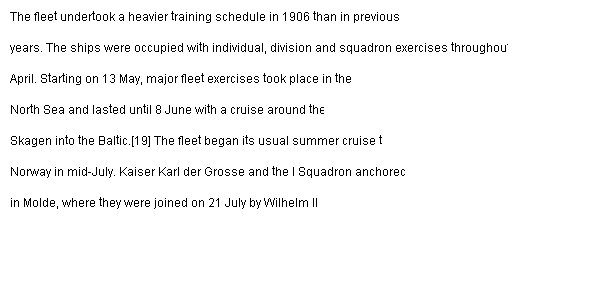 The fleet undertook a heavier training schedule in 1906 than in previous
years. The ships were occupied with individual, division and squadron exercises throughou
April. Starting on 13 May, major fleet exercises took place in the
North Sea and lasted until 8 June with a cruise around the
Skagen into the Baltic.[19] The fleet began its usual summer cruise t
Norway in mid-July. Kaiser Karl der Grosse and the I Squadron anchored
in Molde, where they were joined on 21 July by Wilhelm II